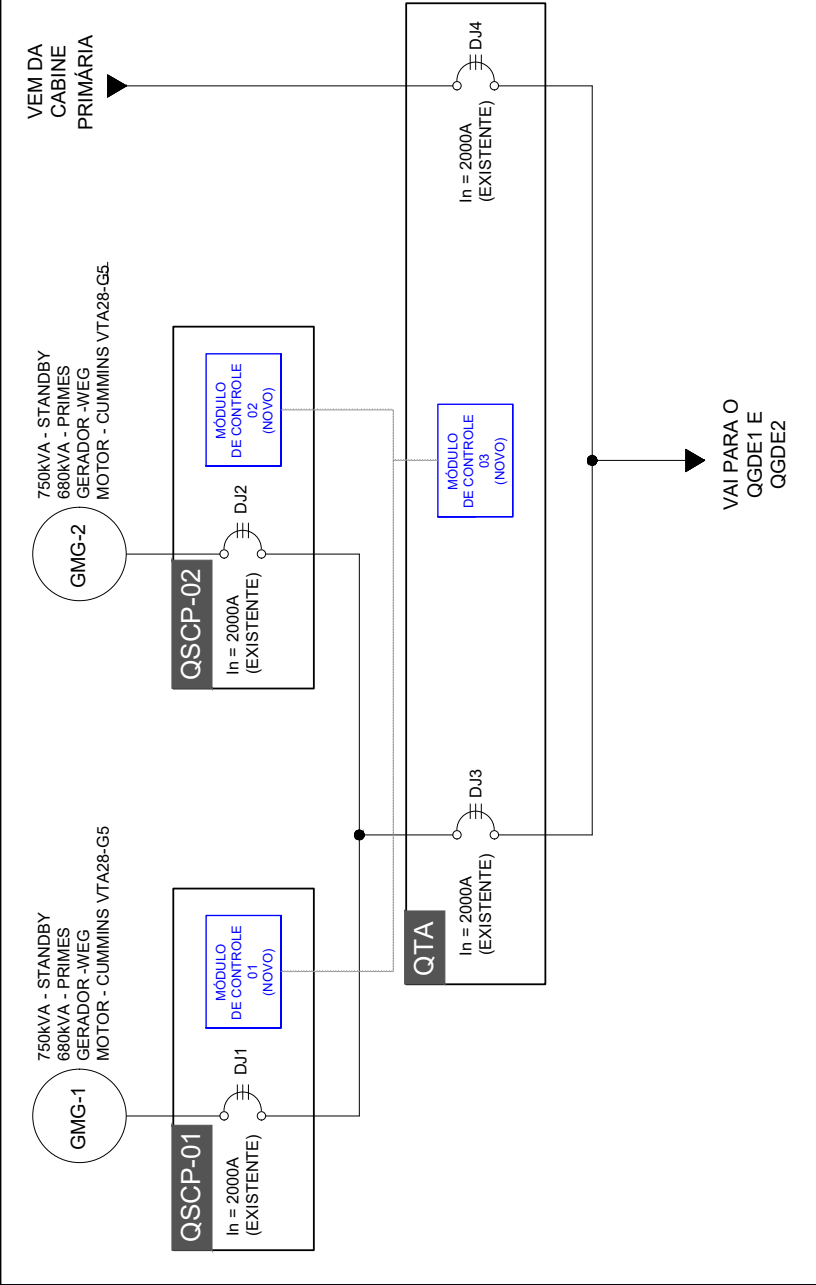 750kVA - STANDBY
680kVA - PRIMES
GERADOR -WEG
MOTOR - CUMMINS VTA28-G5
GMG-1
750kVA - STANDBY
680kVA - PRIMES
GERADOR -WEG
MOTOR - CUMMINS VTA28-G5
GMG-2
VEM DA
CABINE
PRIMÁRIA
QSCP-01
In = 2000A
(EXISTENTE)
DJ1
MÓDULO
DE CONTROLE
01
(NOVO)
QSCP-02
In = 2000A
(EXISTENTE)
DJ2
MÓDULO
DE CONTROLE
02
(NOVO)
QTA
In = 2000A
(EXISTENTE)
DJ3
MÓDULO
DE CONTROLE
03
(NOVO)
In = 2000A
(EXISTENTE)
DJ4
VAI PARA O
QGDE1 E
QGDE2